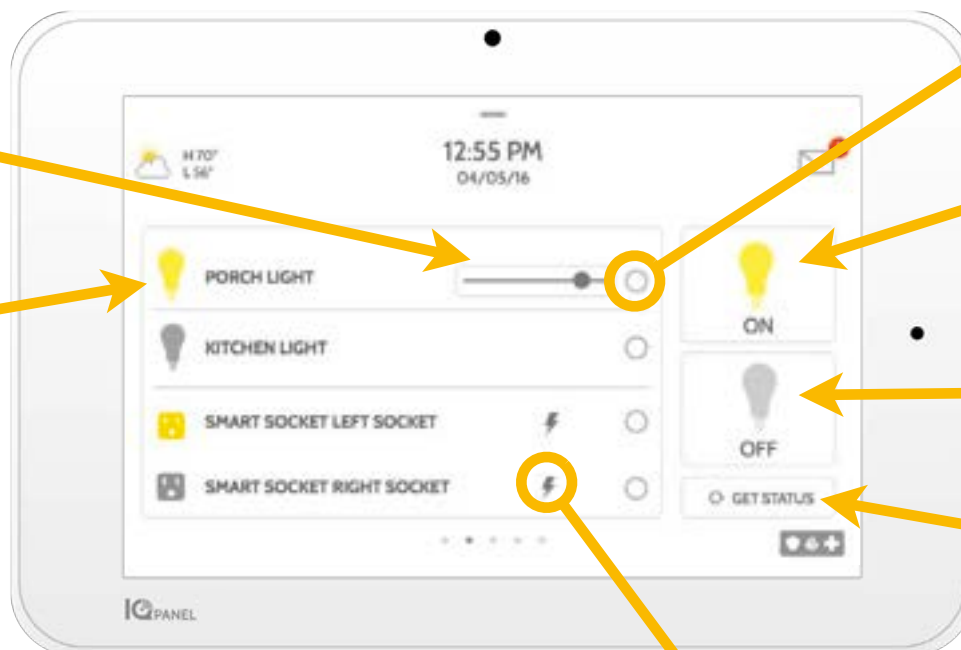 H 70°
L 56°
12:55 PM
04/05/16
PORCH LIGHT
KITCHEN LIGHT
SMART SOCKET LEFT SOCKET
SMART SOCKET RIGHT SOCKET
ON
OFF
GET STATUS
IQ PANEL